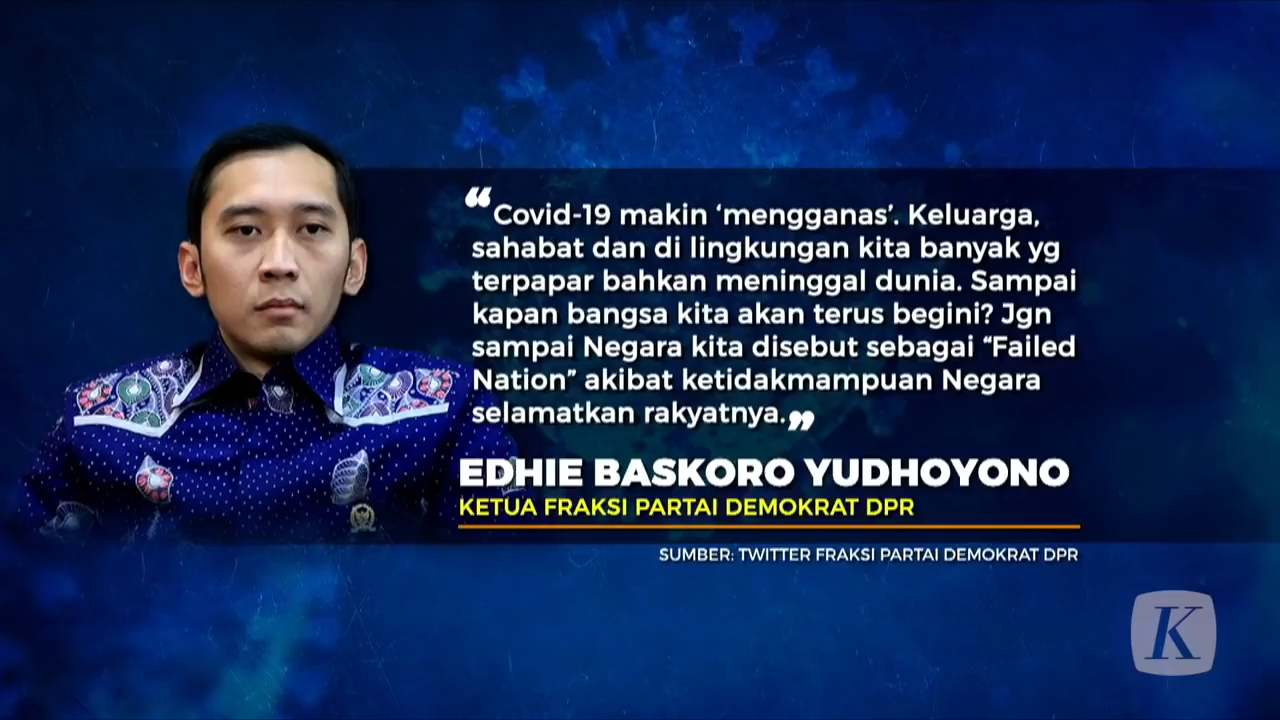 “Covid-19 makin ‘mengganas’. Keluarga,
sahabat dan di lingkungan kita banyak yg
terpapar bahkan meninggal dunia. Sampai
kapan bangsa kita akan terus begini? Jgn
sampai Negara kita disebut sebagai “Failed
Nation” akibat ketidakmampuan Negara
selamatkan rakyatnya.”
EDHIE BASKORO YUDHOYONO
KETUA FRAKSI PARTAI DEMOKRAT DPR
SUMBER: TWITTER FRAKSI PARTAI DEMOKRAT DPR
K